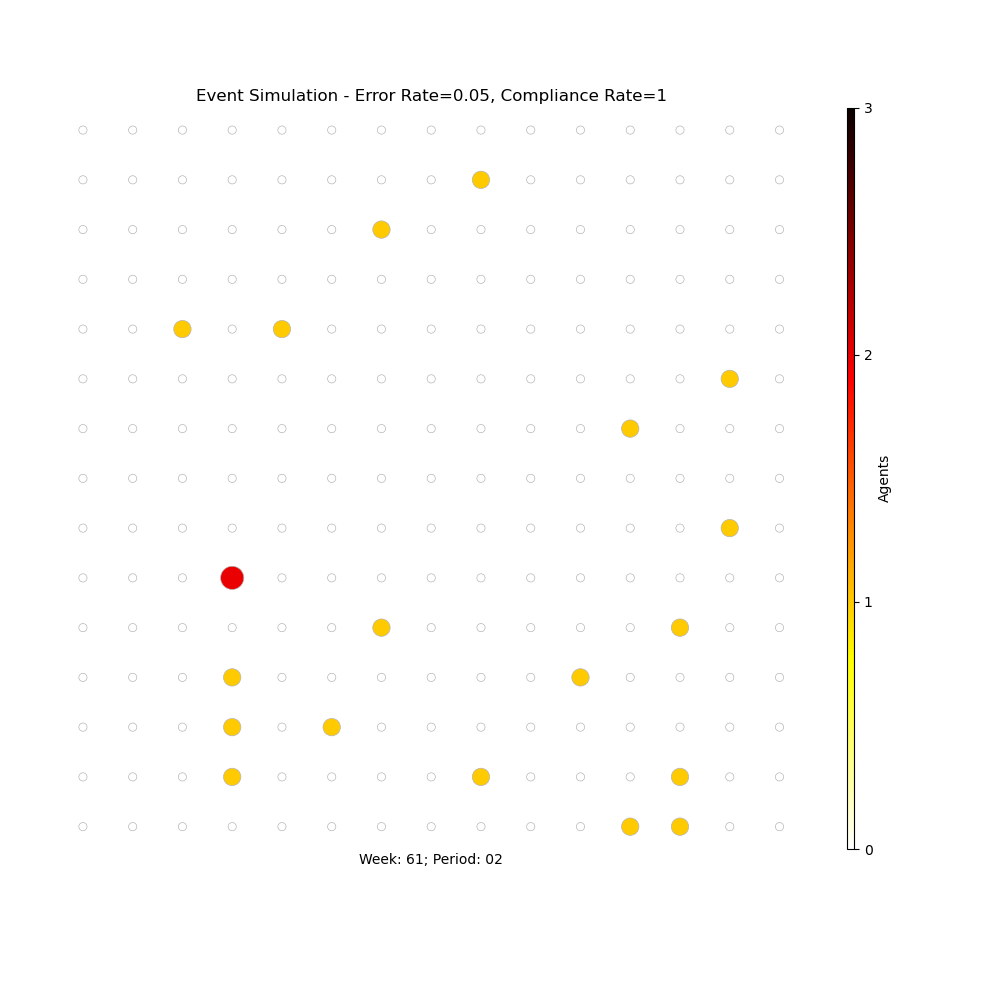 Event Simulation - Error Rate=0.05, Compliance Rate=1
3
2
Agents
1
0
Week: 61; Period: 02